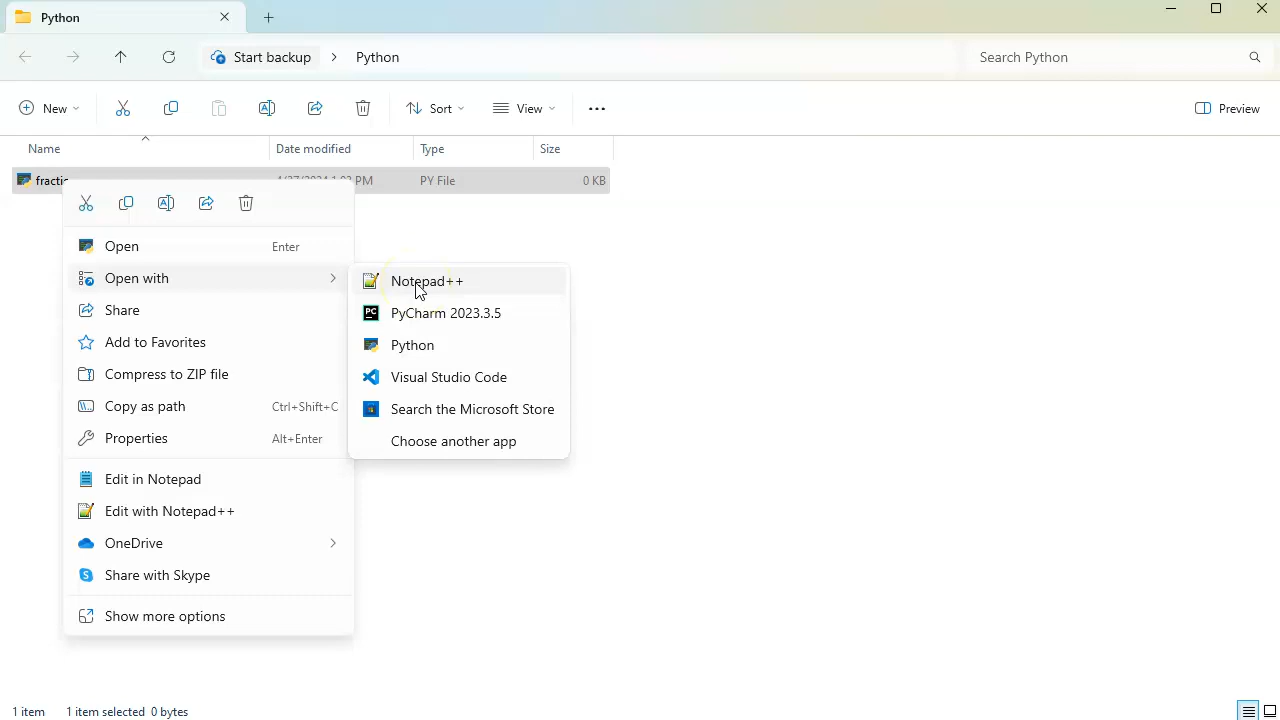 Python
Start backup > Python
Search Python
New
Sort
View
Preview
Name Date modified Type Size
PM PY File 0 KB
Open Enter
Open with
Share
Add to Favorites
Compress to ZIP file
Copy as path Ctrl+Shift+C
Properties Alt+Enter
Edit in Notepad
Edit with Notepad++
OneDrive
Share with Skype
Show more options
Notepad++
PC PyCharm 2023.3.5
Python
Visual Studio Code
Search the Microsoft Store
Choose another app
1 item 1 item selected 0 bytes